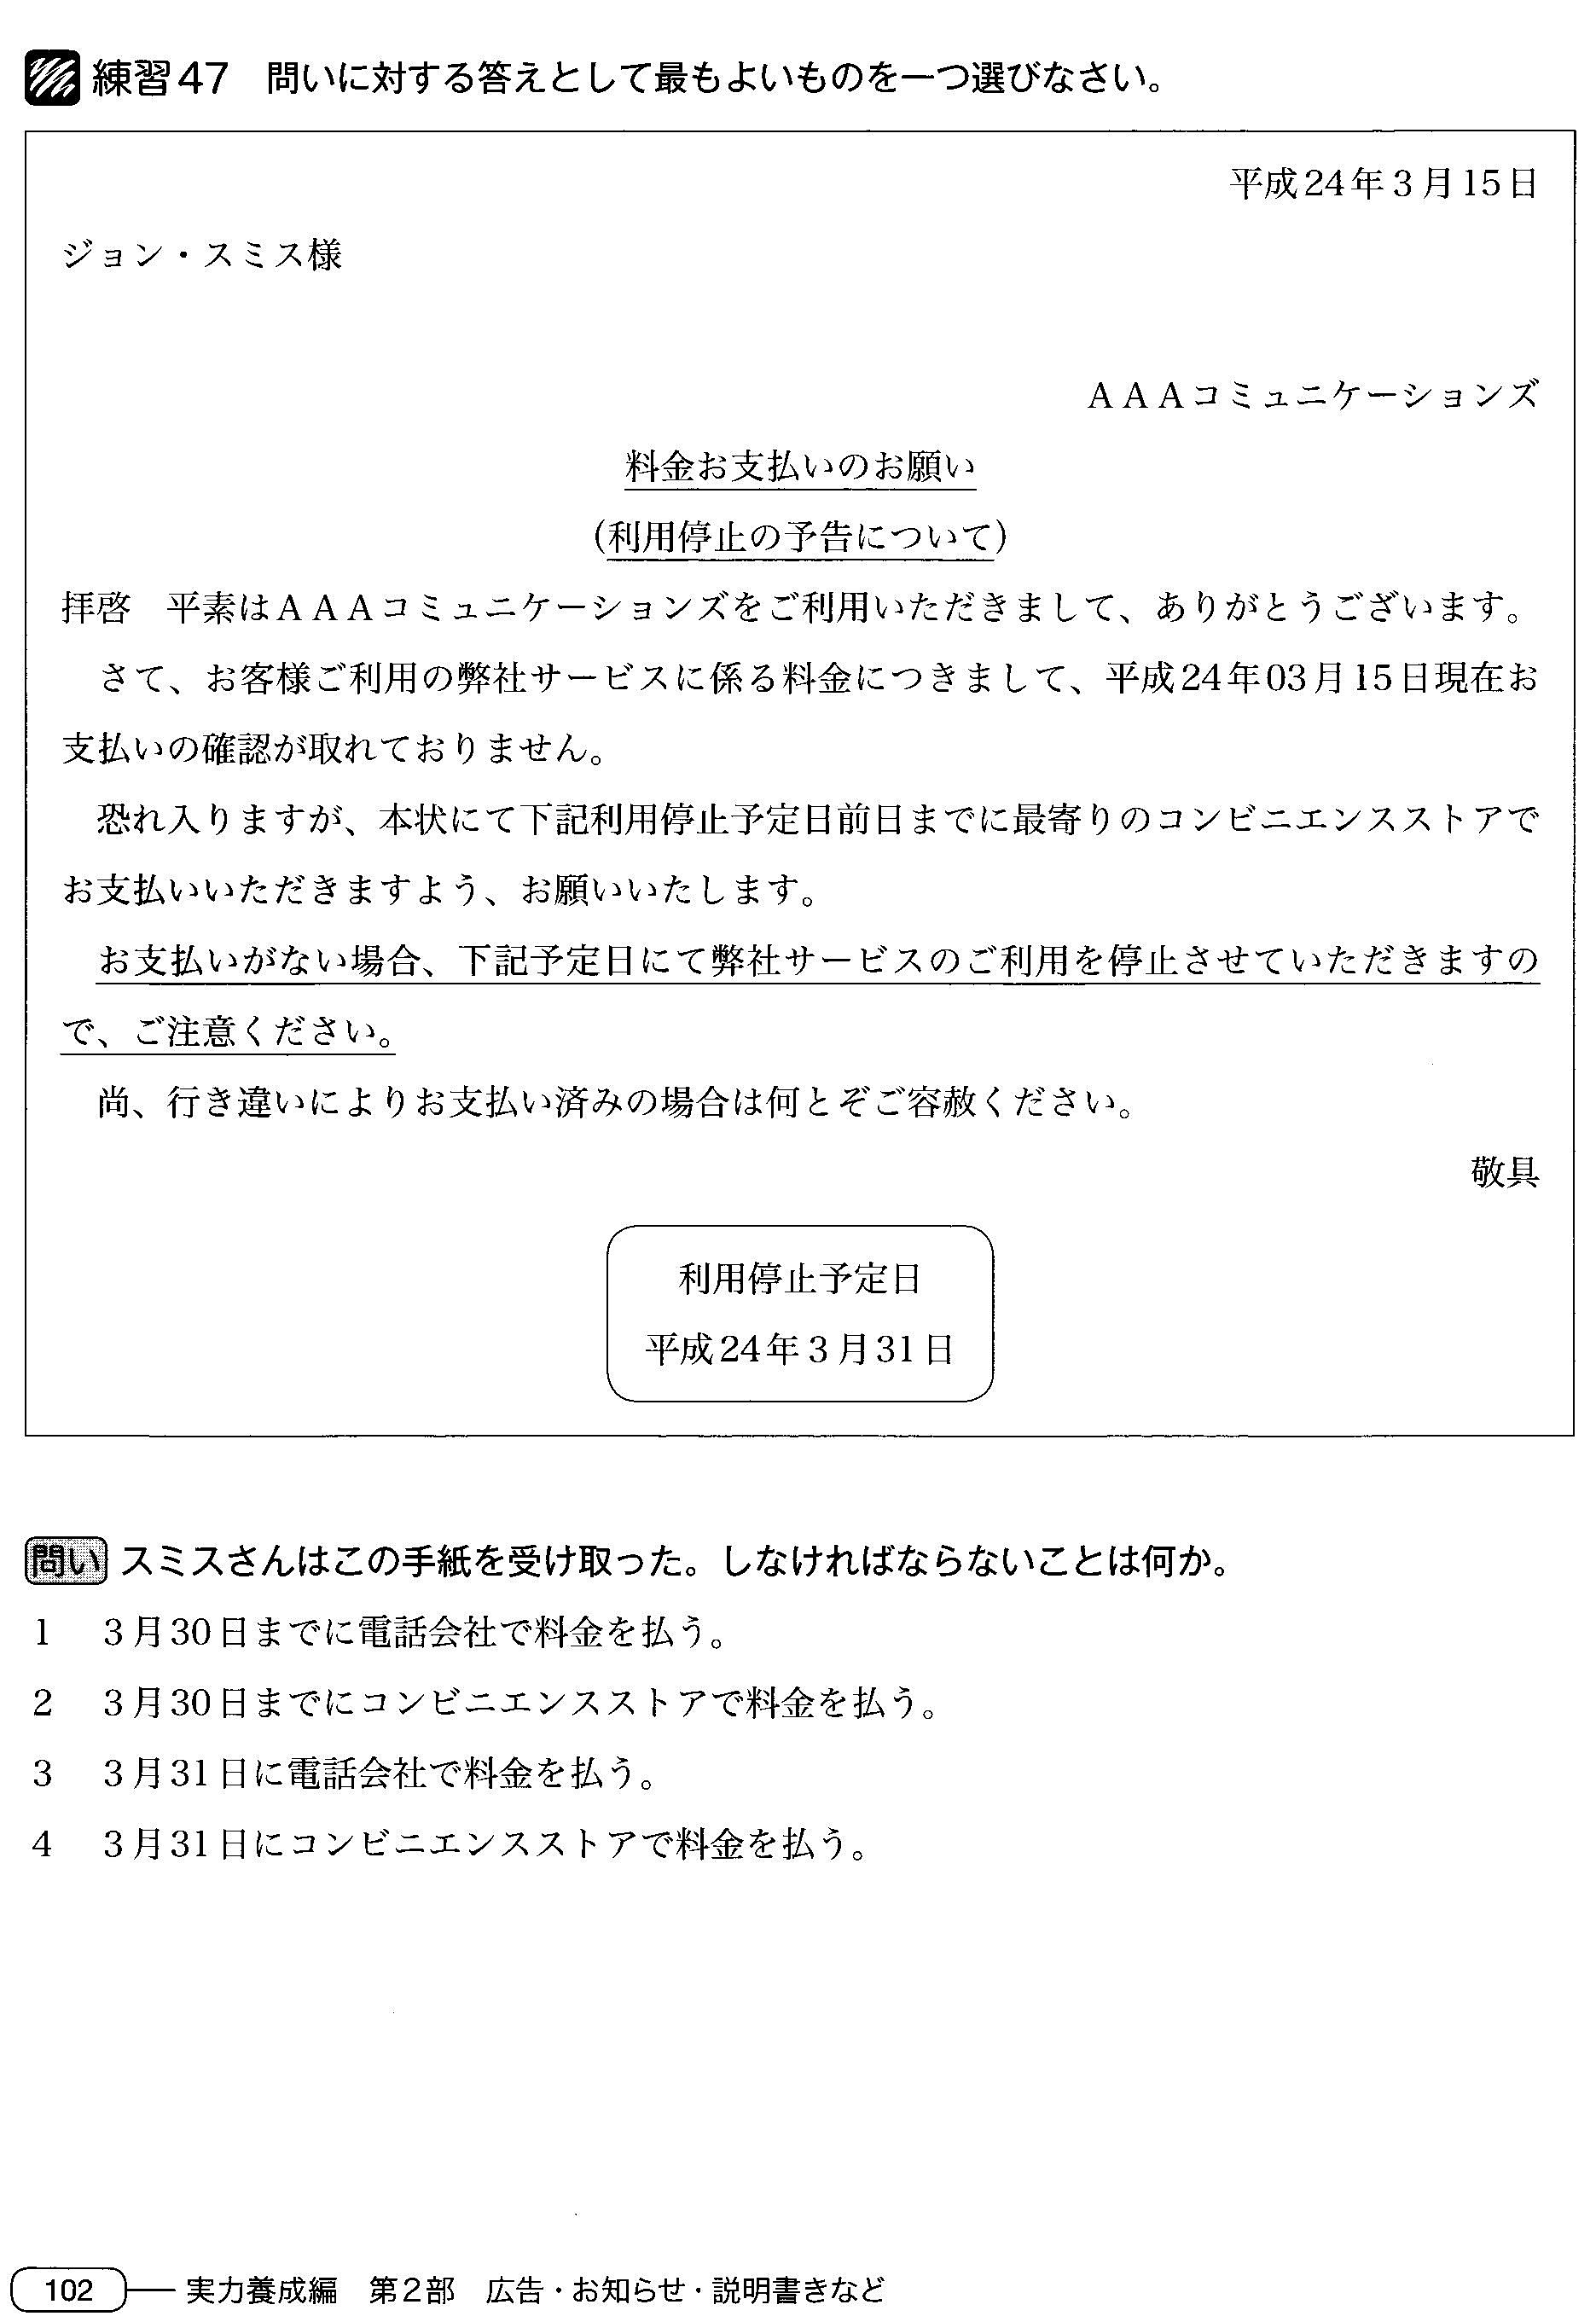 練習47　問いに対する答えとして最もよいものを一つ選びなさい。
平成24年3月15日
ジョン・スミス様
ＡＡＡコミュニケーションズ
料金お支払いのお願い
(利用停止の予告について)
拝啓　平素はＡＡＡコミュニケーションズをご利用いただきまして、ありがとうございます。
さて、お客様ご利用の弊社サービスに係る料金につきまして、平成24年03月15日現在お
支払いの確認が取れておりません。
恐れ入りますが、本状にて下記利用停止予定日前日までに最寄りのコンビニエンスストアで
お支払いいただきますよう、お願いいたします。
お支払いがない場合、下記予定日にて弊社サービスのご利用を停止させていただきますの
で、ご注意ください。
尚、行き違いによりお支払い済みの場合は何とぞご容赦ください。
敬具
利用停止予定日
平成24年3月31日
問い スミスさんはこの手紙を受け取った。しなければならないことは何か。
1　3月30日までに電話会社で料金を払う。
2　3月30日までにコンビニエンスストアで料金を払う。
3　3月31日に電話会社で料金を払う。
4　3月31日にコンビニエンスストアで料金を払う。
102 実力養成編　第2部　広告・お知らせ・説明書きなど